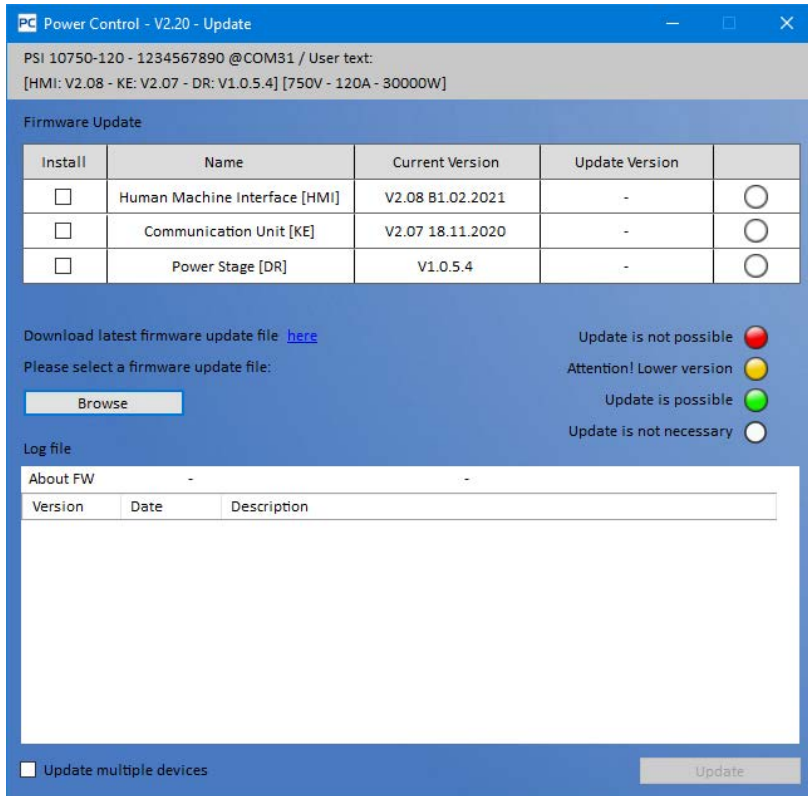 PC Power Control - V2.20 - Update
PSI 10750-120 - 1234567890 @COM31 / User text:
[HMI: V2.08 - KE: V2.07 - DR: V1.0.5.4] [750V - 120A - 30000W]
Firmware Update
Install Name Current Version Update Version
Human Machine Interface [HMI] V2.08 B1.02.2021 -
Communication Unit [KE] V2.07 18.11.2020 -
Power Stage [DR] V1.0.5.4 -
Download latest firmware update file here
Please select a firmware update file:
Browse
Update is not possible
Attention! Lower version
Update is possible
Update is not necessary
Log file
About FW - -
Version Date Description
Update multiple devices
Update